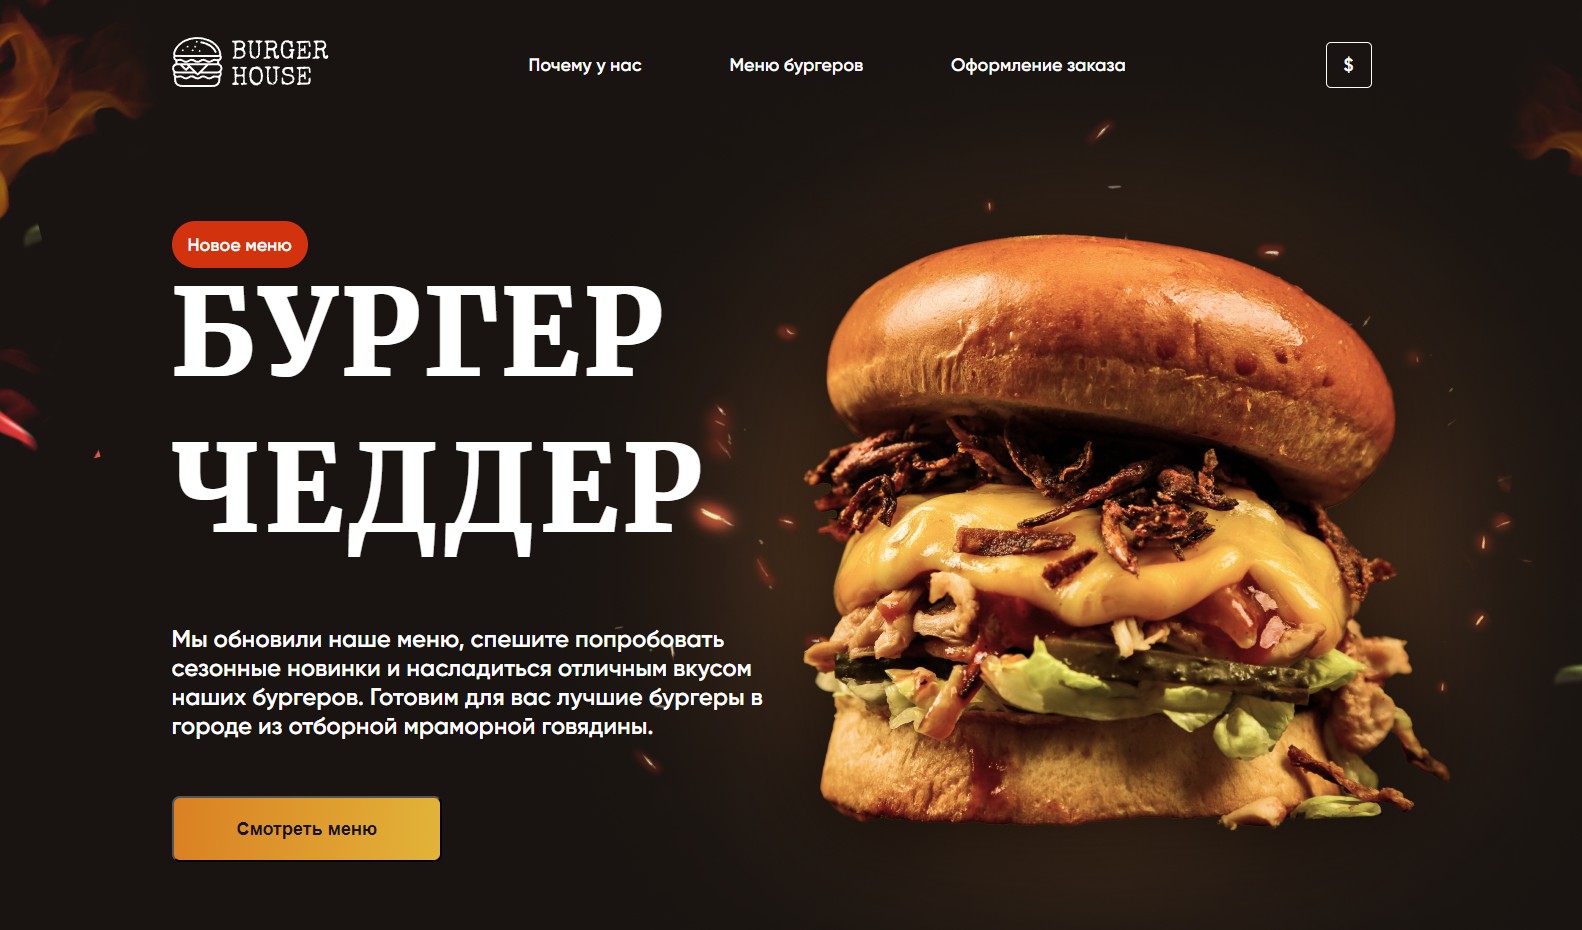 BURGER
HOUSE
Почему у нас
Меню бургеров
Оформление заказа
$
Новое меню
БУРГЕР
ЧЕДДЕР
Мы обновили наше меню, спешите попробовать
сезонные новинки и насладиться отличным вкусом
наших бургеров. Готовим для вас лучшие бургеры в
городе из отборной мраморной говядины.
Смотреть меню